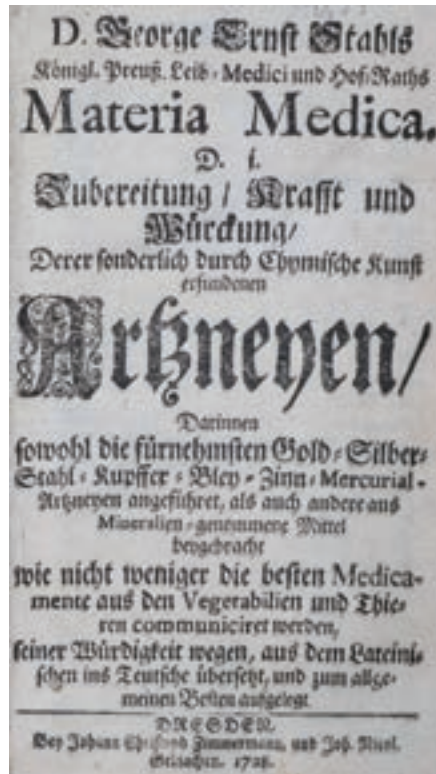 D. George Ernst Stahls
Königl. Preuß. Leib-Medici und Hof-Raths
Materia Medica.
D. i.
Zubereitung / Krafft und
Würckung /
Derer sonderlich durch Chymische Kunst
erfundenen
Artzneyen /
Darinnen
sowohl die fürnehmsten Gold- Silber-
Stahl- Kupffer- Bley- Zinn- Mercurial-
Artzneyen angeführet, als auch andere aus
Mineralien genommene Mittel
beygebracht
wie nicht weniger die besten Medica-
mente aus den Vegetabilien und Thie-
ren communiciret werden,
seiner Würdigkeit wegen, aus dem Lateini-
schen ins Teutsche übersetzt, und zum allge-
meinen Besten aufgelegt
DRESDEN,
Bey Johann Christoph Zimmermann, und Joh. Nicol.
1728.